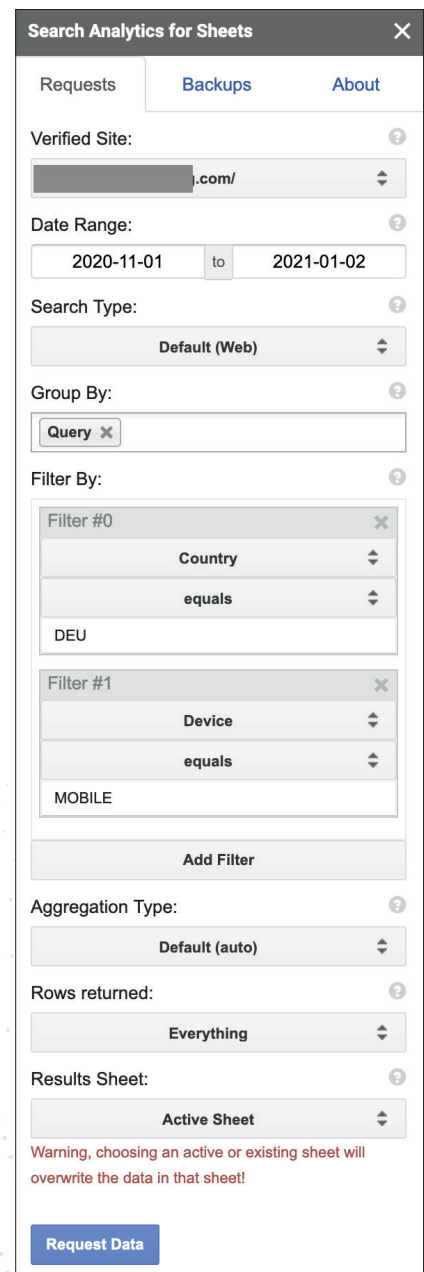 Search Analytics for Sheets
Requests Backups About
Verified Site:
.com/
Date Range:
2020-11-01 to 2021-01-02
Search Type:
Default (Web)
Group By:
Query
Filter By:
Filter #0
Country
equals
DEU
Filter #1
Device
equals
MOBILE
Add Filter
Aggregation Type:
Default (auto)
Rows returned:
Everything
Results Sheet:
Active Sheet
Warning, choosing an active or existing sheet will
overwrite the data in that sheet!
Request Data